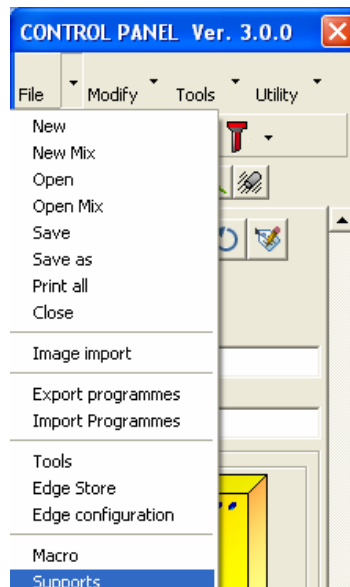 CONTROL PANEL Ver. 3.0.0
File Modify Tools Utility
New
New Mix
Open
Open Mix
Save
Save as
Print all
Close
Image import
Export programmes
Import Programmes
Tools
Edge Store
Edge configuration
Macro
Supports